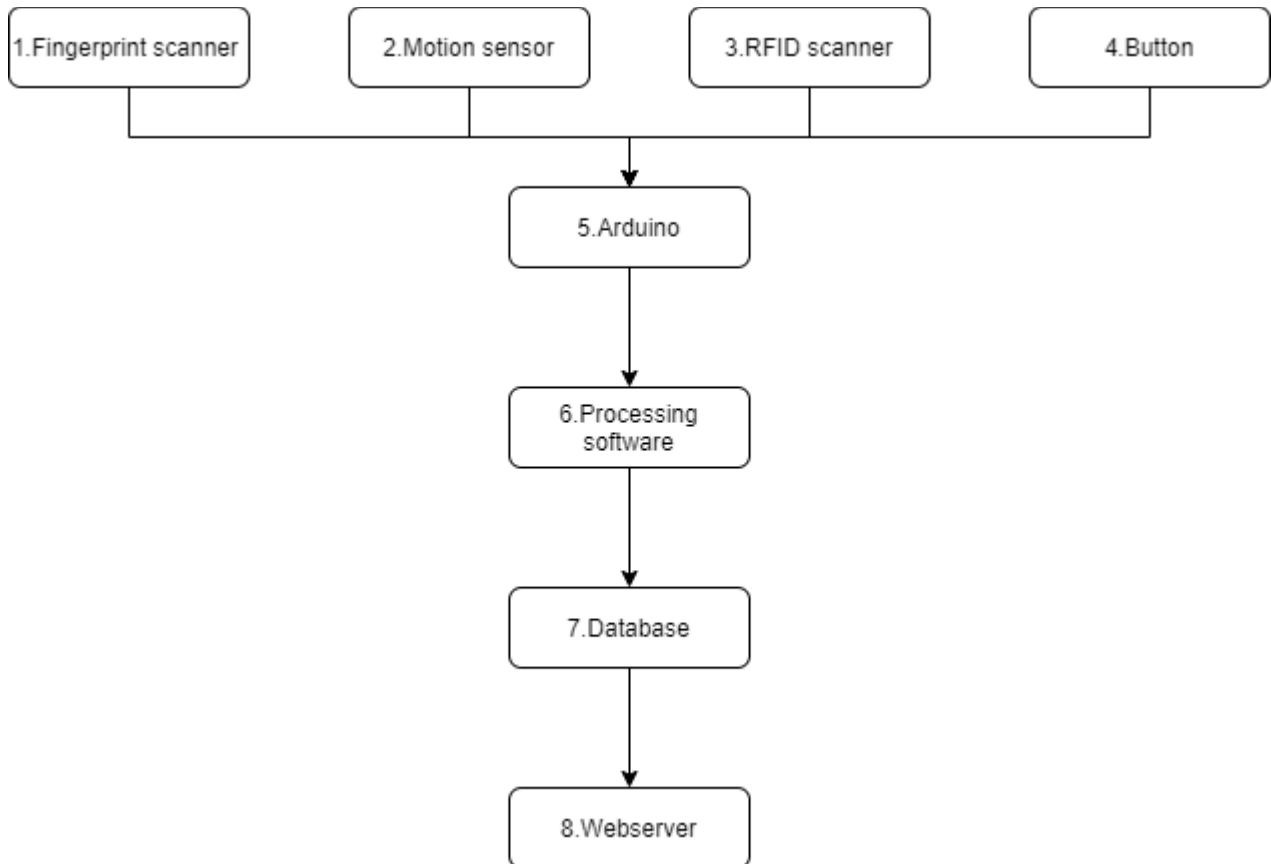 1.Fingerprint scanner
2.Motion sensor
3.RFID scanner
4.Button
5.Arduino
6.Processing
software
7.Database
8.Webserver